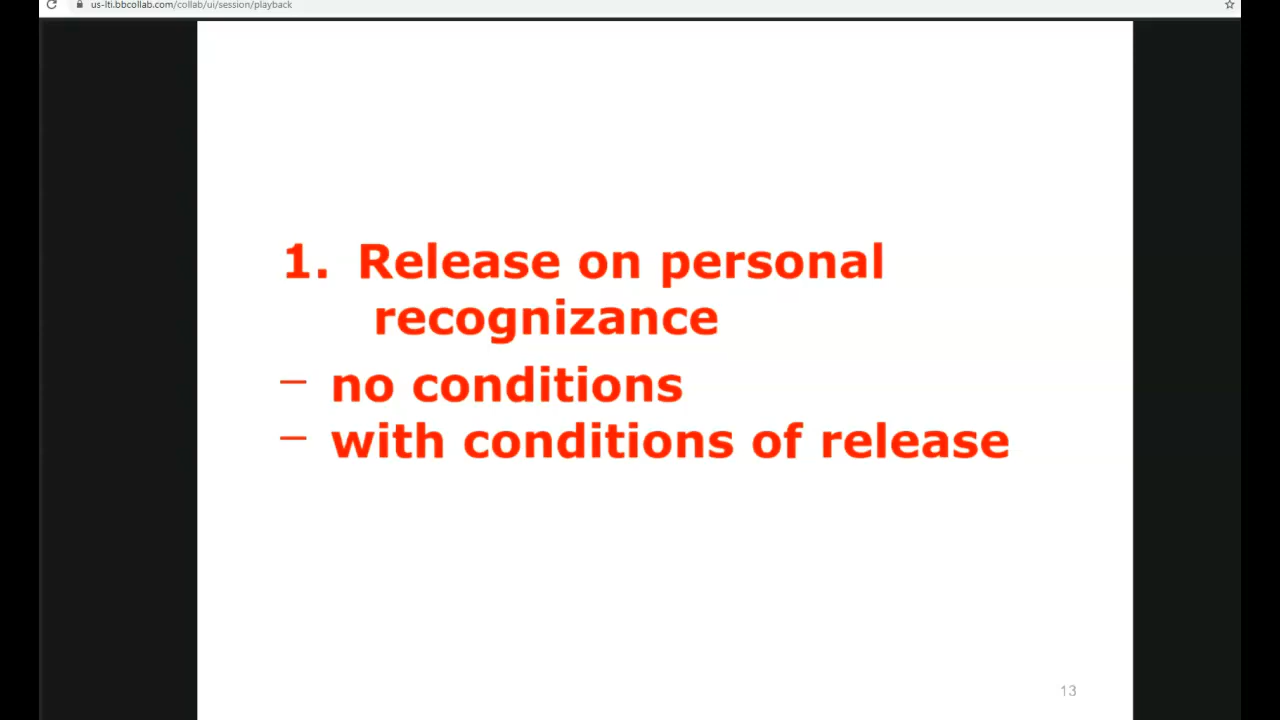 us-lti.bbcollab.com/collab/ui/session/playback
1. Release on personal
recognizance
– no conditions
– with conditions of release
13